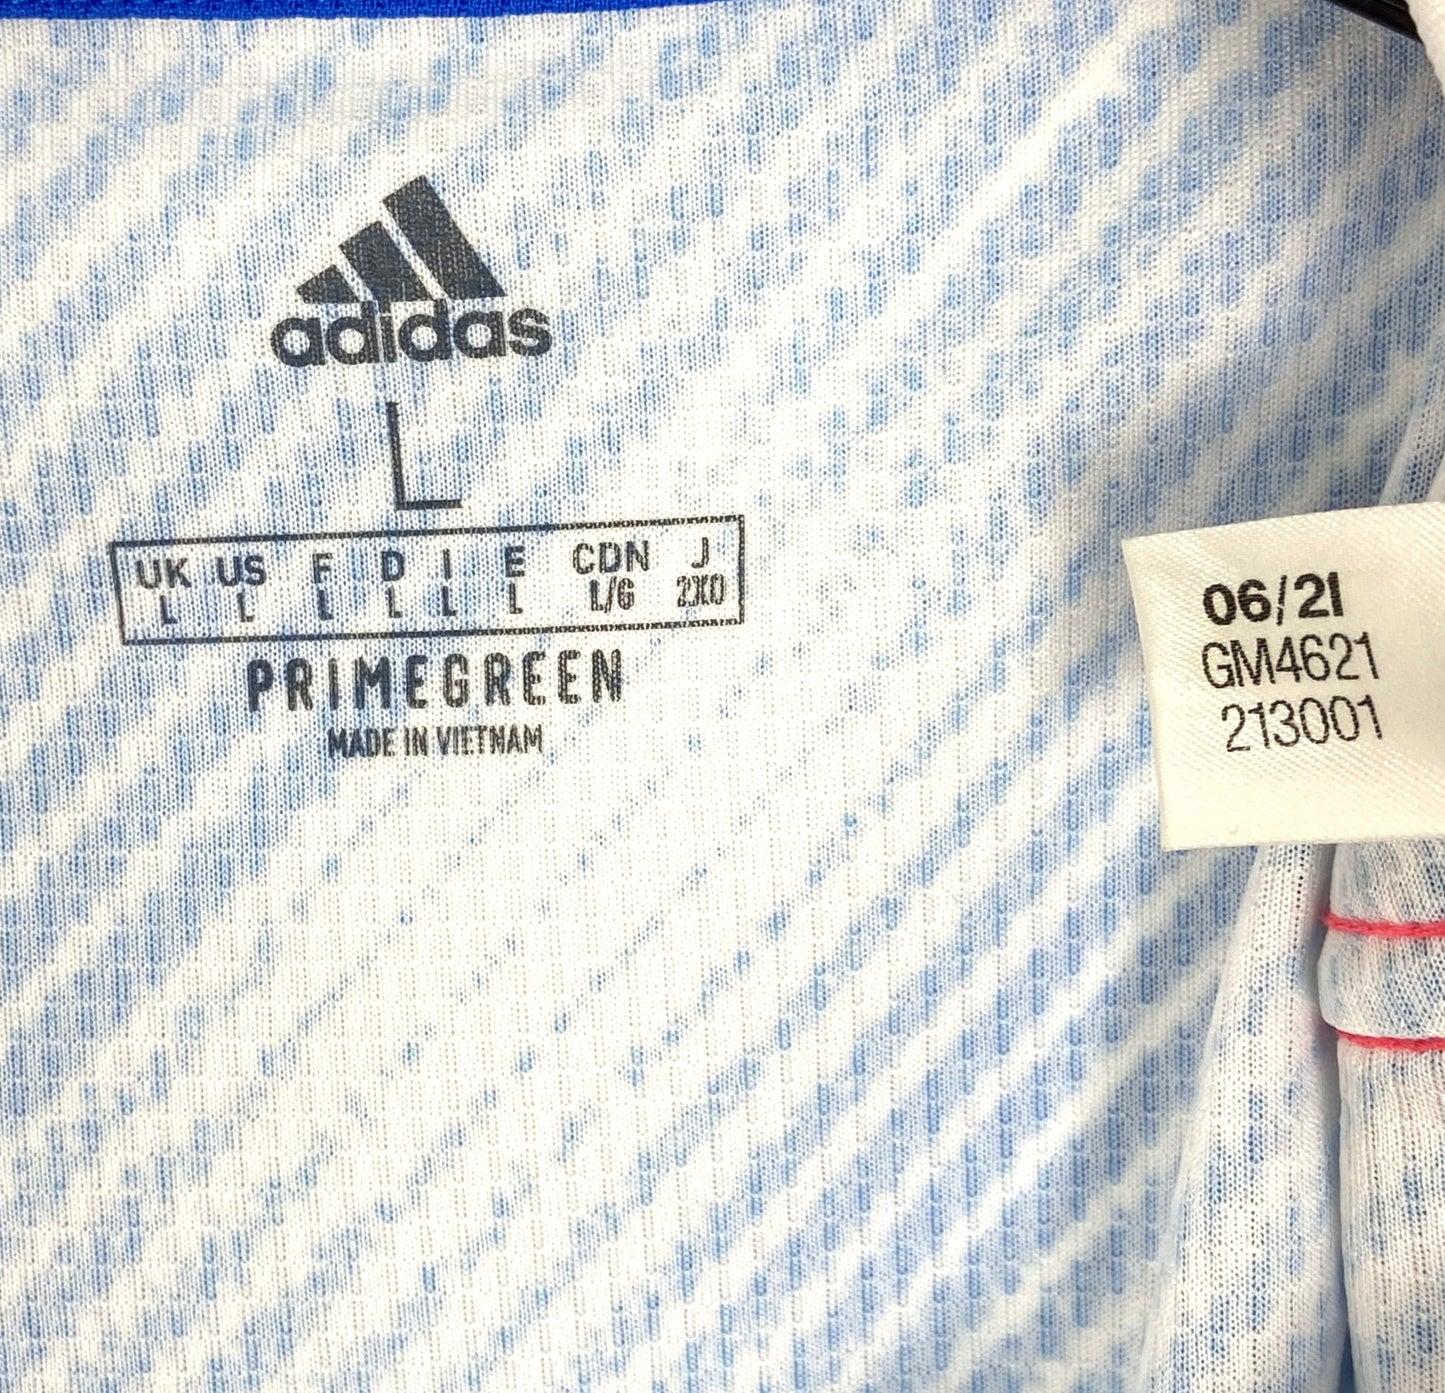 adidas
L
UK US F D I E CDN J
L L L L L L L/G 2XO
PRIMEGREEN
MADE IN VIETNAM
06/21
GM4621
213001